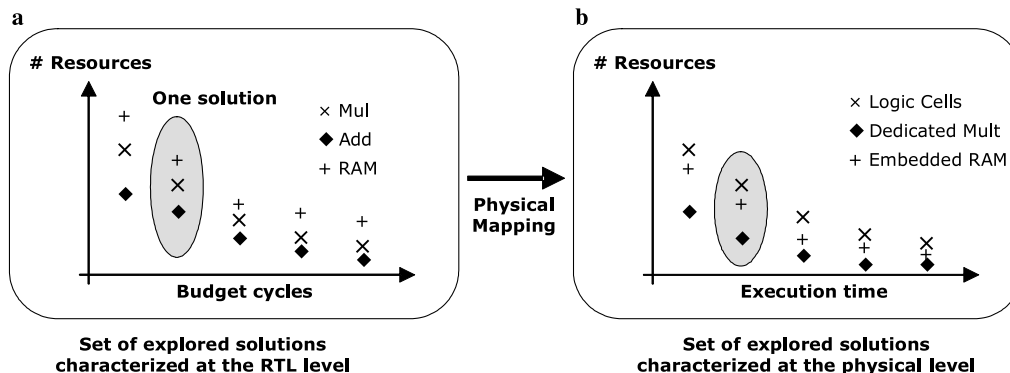 a
# Resources
One solution
Mul
Add
RAM
Budget cycles
Set of explored solutions
characterized at the RTL level
Physical
Mapping
b
# Resources
Logic Cells
Dedicated Mult
Embedded RAM
Execution time
Set of explored solutions
characterized at the physical level